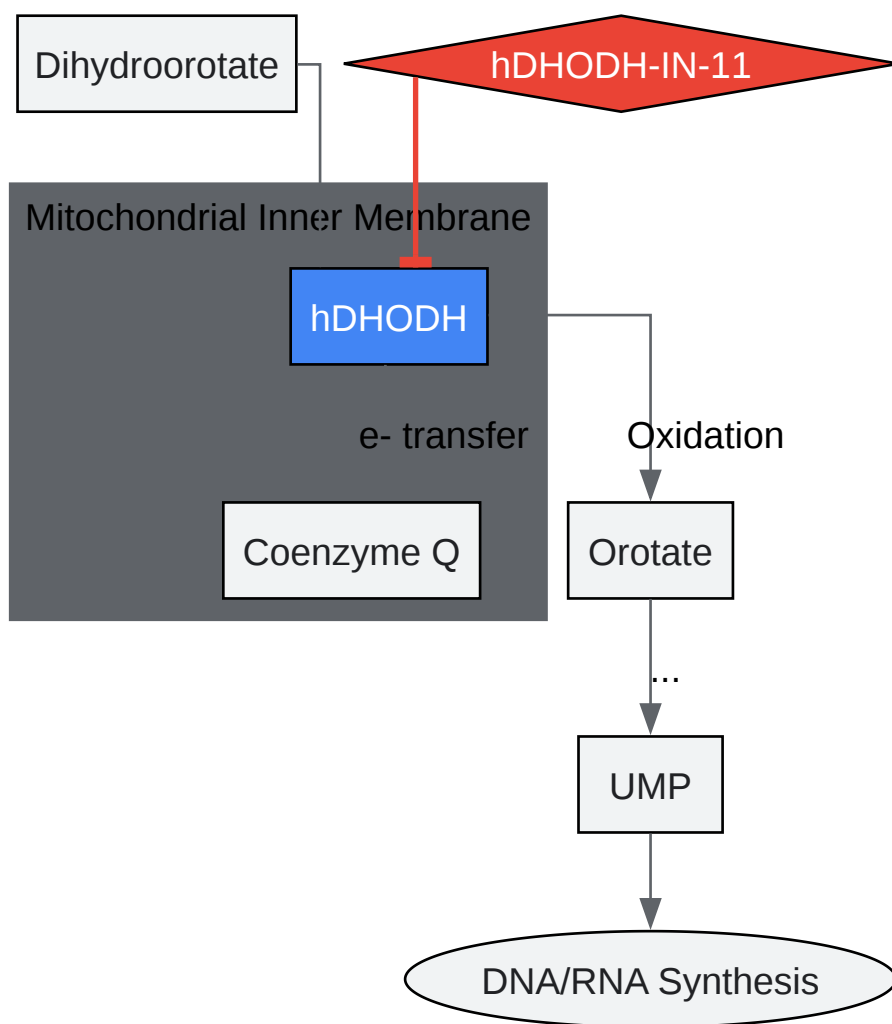 Dihydroorotate
hDHODH-IN-11
Mitochondrial Inner Membrane
hDHODH
e- transfer
Oxidation
Coenzyme Q
Orotate
...
UMP
DNA/RNA Synthesis